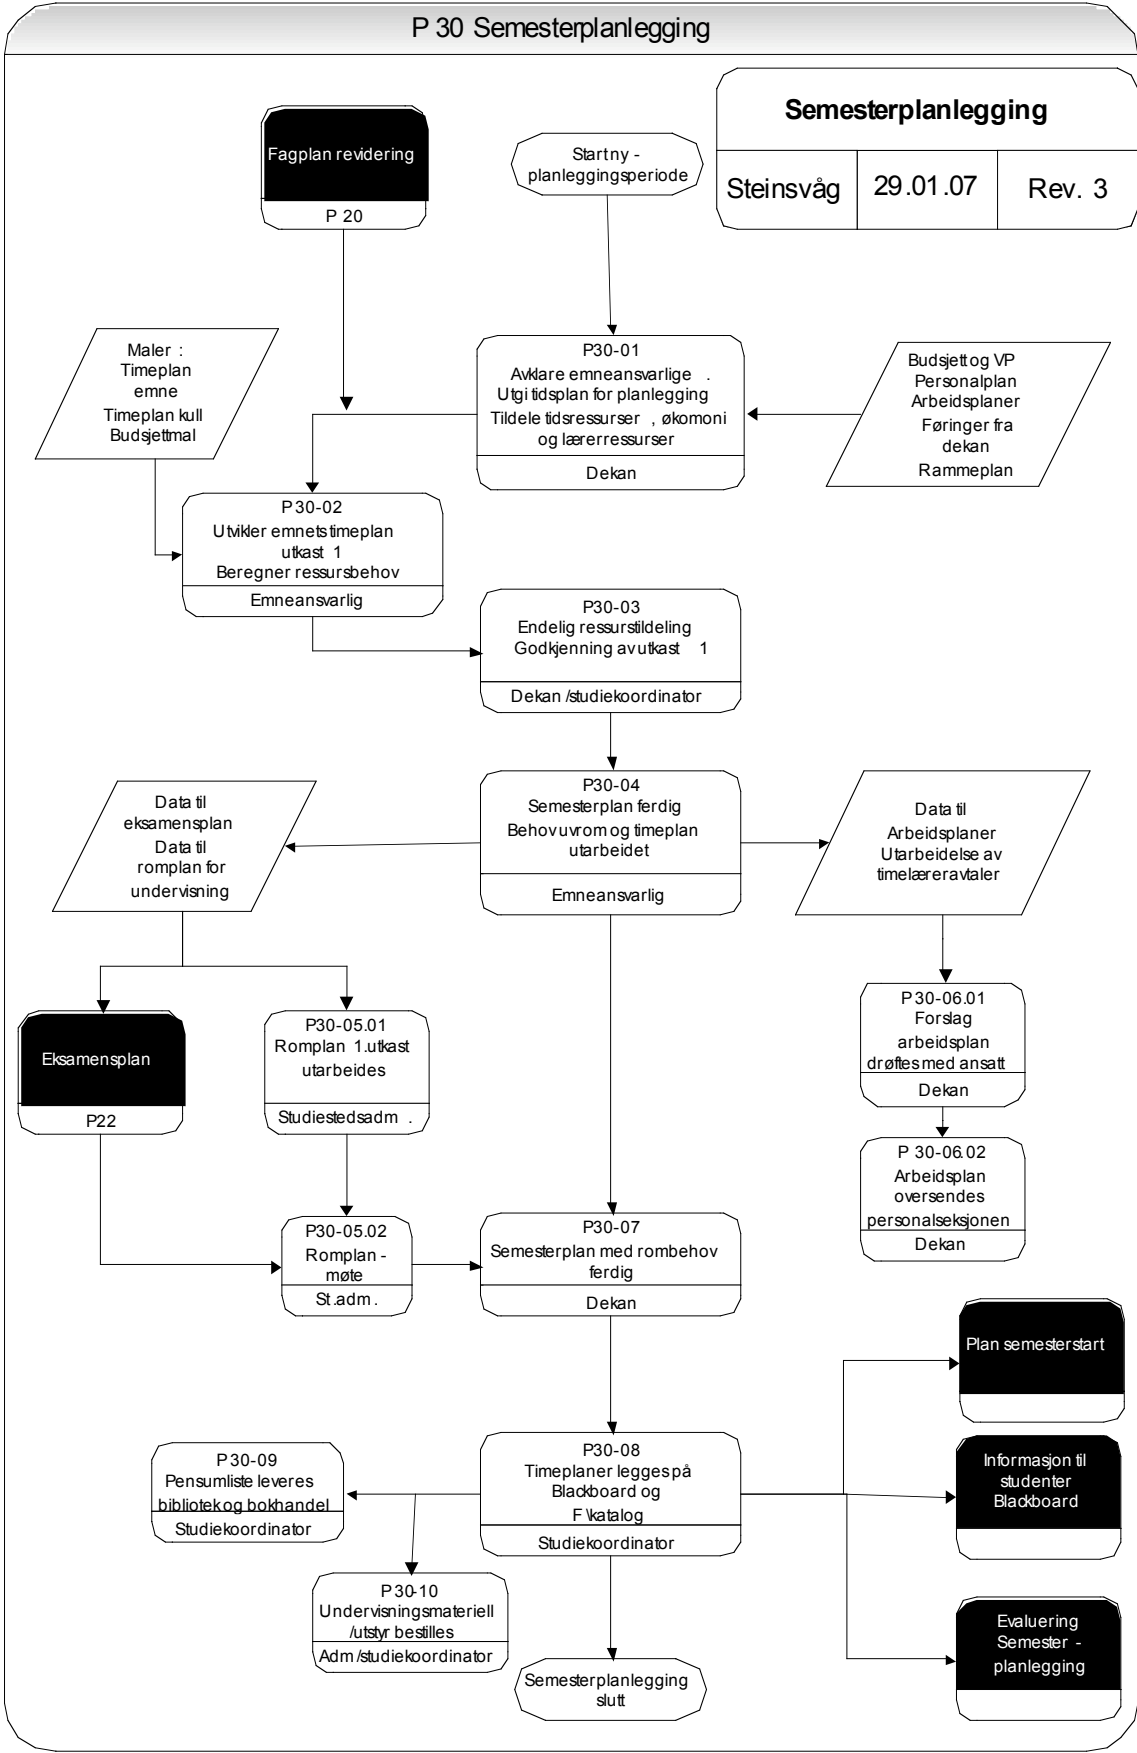 P 30 Semesterplanlegging
Semesterplanlegging
Steinsvåg
29.01.07
Rev. 3
Fagplan revidering
P 20
Start ny -
planleggingsperiode
Maler :
Timeplan
emne
Timeplan kull
Budsjettmal
P30-01
Avklare emneansvarlige .
Utgi tidsplan for planlegging
Tildele tidsressurser , økomoni
og lærerressurser
Dekan
Budsjett og VP
Personalplan
Arbeidsplaner
Føringer fra
dekan
Rammeplan
P30-02
Utvikler emnets timeplan
utkast 1
Beregner ressursbehov
Emneansvarlig
P30-03
Endelig ressurstildeling
Godkjenning av utkast 1
Dekan /studiekoordinator
P30-04
Semesterplan ferdig
Behov uvrom og timeplan
utarbeidet
Emneansvarlig
Data til
eksamensplan
Data til
romplan for
undervisning
Data til
Arbeidsplaner
Utarbeidelse av
timelæreravtaler
Eksamensplan
P22
P30-05.01
Romplan 1.utkast
utarbeides
Studiestedsadm .
P30-06.01
Forslag
arbeidsplan
drøftes med ansatt
Dekan
P 30-06.02
Arbeidsplan
oversendes
personalseksjonen
Dekan
P30-05.02
Romplan -
møte
St.adm .
P30-07
Semesterplan med rombehov
ferdig
Dekan
Plan semesterstart
P30-09
Pensumliste leveres
bibliotek og bokhandel
Studiekoordinator
P30-08
Timeplaner legges på
Blackboard og
F \katalog
Studiekoordinator
Informasjon til
studenter
Blackboard
P30-10
Undervisningsmateriell
/utstyr bestilles
Adm /studiekoordinator
Semesterplanlegging
slutt
Evaluering
Semester -
planlegging